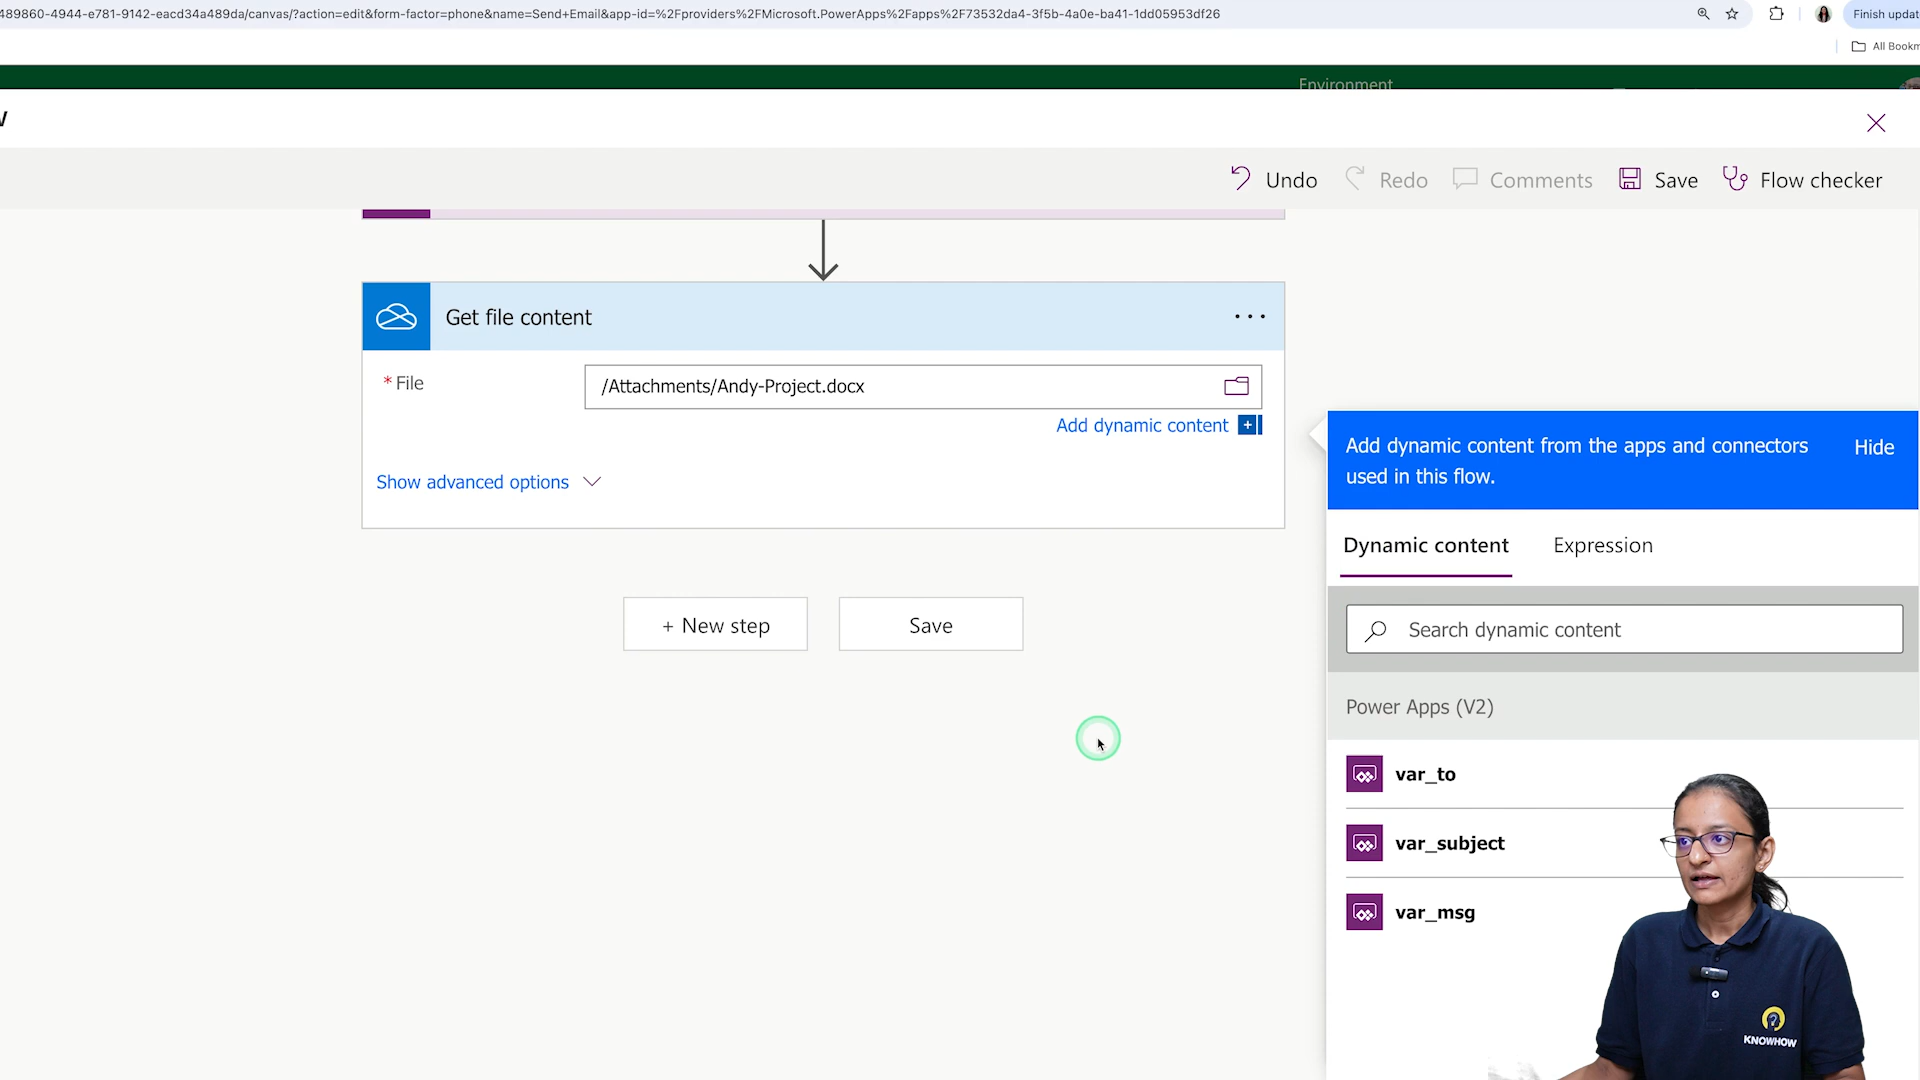 489860-4944-e781-9142-eacd34a489da/canvas/?action=edit&form-factor=phone&name=Send+Email&app-id=%2Fproviders%2FMicrosoft.PowerApps%2Fapps%2F73532da4-3f5b-4a0e-ba41-1dd05953df26
Finish updat
All Bookm
Environment
Undo
Redo
Comments
Save
Flow checker
Get file content
* File
/Attachments/Andy-Project.docx
Add dynamic content
Show advanced options
+ New step
Save
Add dynamic content from the apps and connectors
used in this flow.
Hide
Dynamic content
Expression
Search dynamic content
Power Apps (V2)
var_to
var_subject
var_msg
KNOWHOW